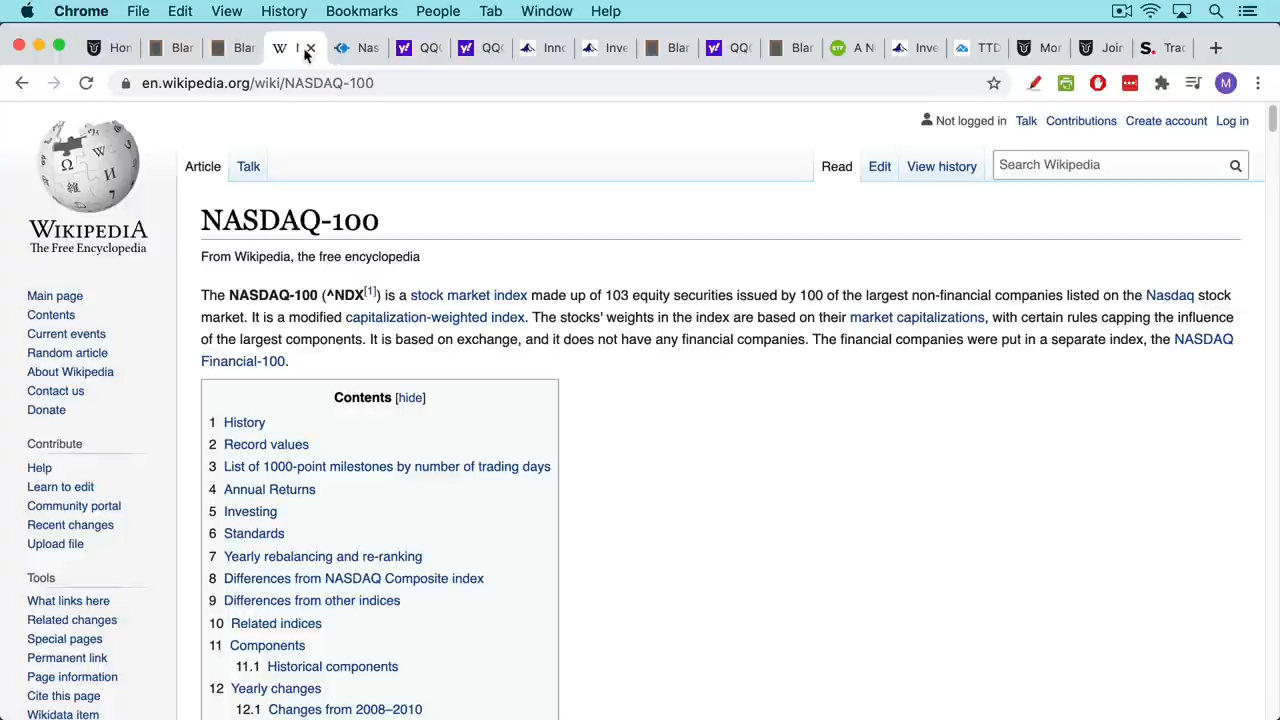 Chrome File Edit View History Bookmarks People Tab Window Help
Hon Blar Blar W Nas QQ QQ Inno Inve Blar QQ Blar ETF A N Inve TTD Mor Join S. Trac
en.wikipedia.org/wiki/NASDAQ-100 M
Not logged in Talk Contributions Create account Log in
Article Talk Read Edit View history Search Wikipedia
WIKIPEDIA
The Free Encyclopedia
Main page
Contents
Current events
Random article
About Wikipedia
Contact us
Donate
Contribute
Help
Learn to edit
Community portal
Recent changes
Upload file
Tools
What links here
Related changes
Special pages
Permanent link
Page information
Cite this page
Wikidata item
NASDAQ-100
From Wikipedia, the free encyclopedia
The NASDAQ-100 (^NDX[1]) is a stock market index made up of 103 equity securities issued by 100 of the largest non-financial companies listed on the Nasdaq stock
market. It is a modified capitalization-weighted index. The stocks' weights in the index are based on their market capitalizations, with certain rules capping the influence
of the largest components. It is based on exchange, and it does not have any financial companies. The financial companies were put in a separate index, the NASDAQ
Financial-100.
Contents [hide]
1 History
2 Record values
3 List of 1000-point milestones by number of trading days
4 Annual Returns
5 Investing
6 Standards
7 Yearly rebalancing and re-ranking
8 Differences from NASDAQ Composite index
9 Differences from other indices
10 Related indices
11 Components
11.1 Historical components
12 Yearly changes
12.1 Changes from 2008–2010